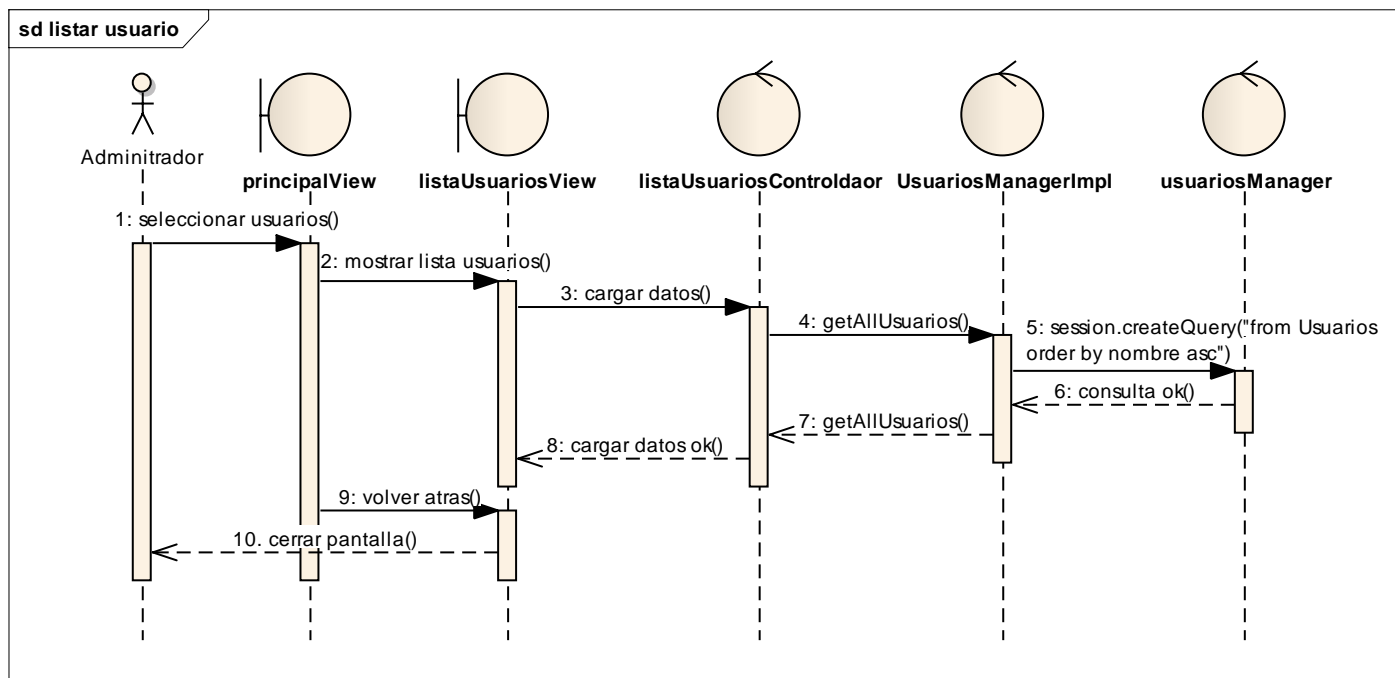 sd listar usuario
Adminitrador
principalView
listaUsuariosView
listaUsuariosControldaor
UsuariosManagerImpl
usuariosManager
1: seleccionar usuarios()
2: mostrar lista usuarios()
3: cargar datos()
4: getAllUsuarios()
5: session.createQuery("from Usuarios
order by nombre asc")
6: consulta ok()
7: getAllUsuarios()
8: cargar datos ok()
9: volver atras()
10. cerrar pantalla()